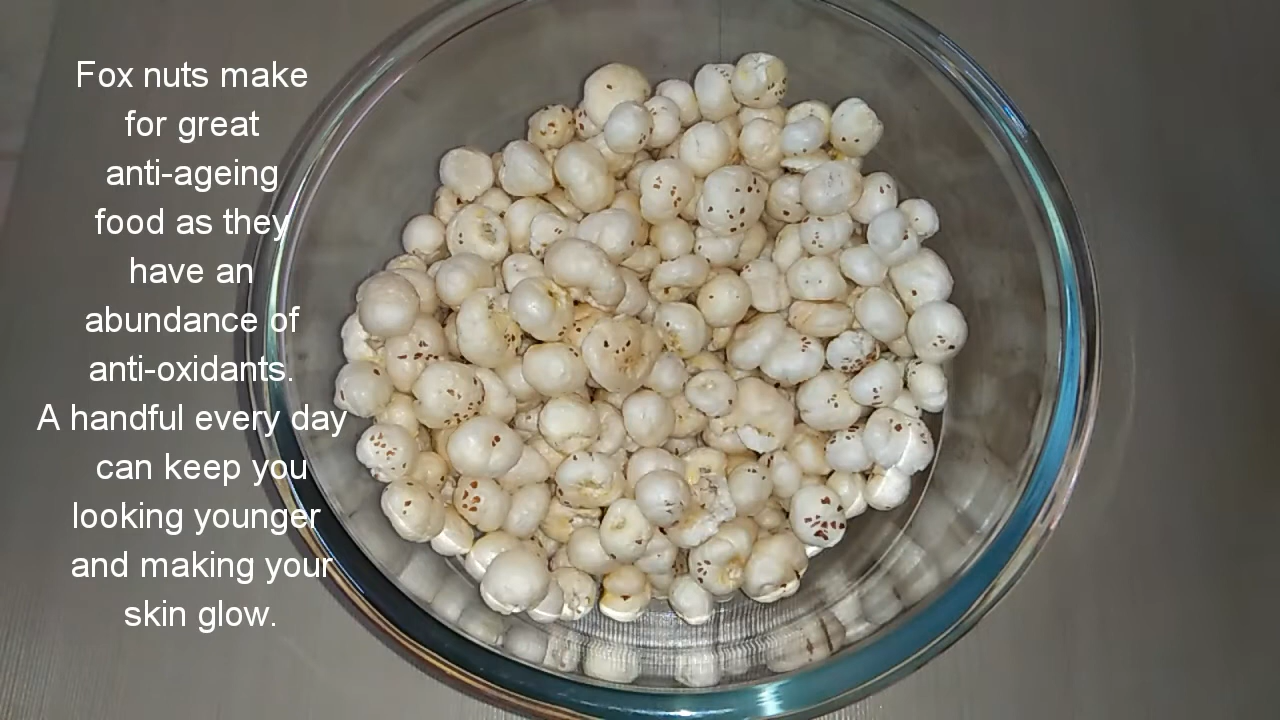 Fox nuts make
for great
anti-ageing
food as they
have an
abundance of
anti-oxidants.
A handful every day
can keep you
looking younger
and making your
skin glow.